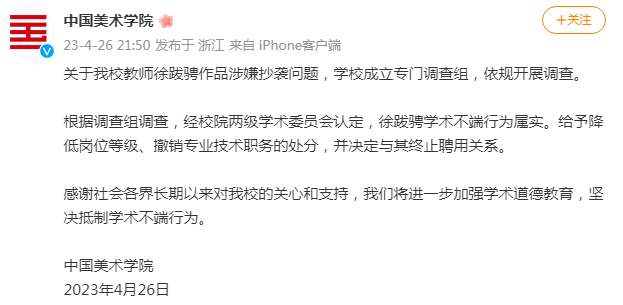 中国美术学院
23-4-26 21:50 发布于 浙江 来自 iPhone客户端
+关注
关于我校教师徐跋骋作品涉嫌抄袭问题，学校成立专门调查组，依规开展调查。
根据调查组调查，经校院两级学术委员会认定，徐跋骋学术不端行为属实。给予降
低岗位等级、撤销专业技术职务的处分，并决定与其终止聘用关系。
感谢社会各界长期以来对我校的关心和支持，我们将进一步加强学术道德教育，坚
决抵制学术不端行为。
中国美术学院
2023年4月26日